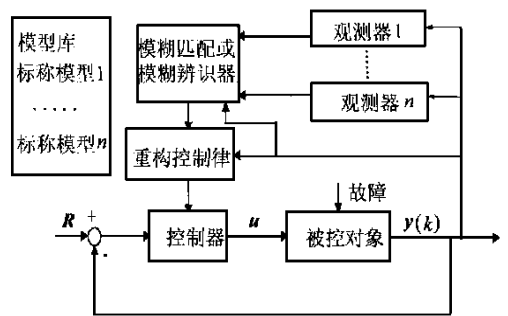 模型库
标称模型1
.....
标称模型n
模糊匹配或
模糊辨识器
观测器1
......
观测器n
重构控制律
故障
R
+
-
控制器
u
被控对象
y(k)